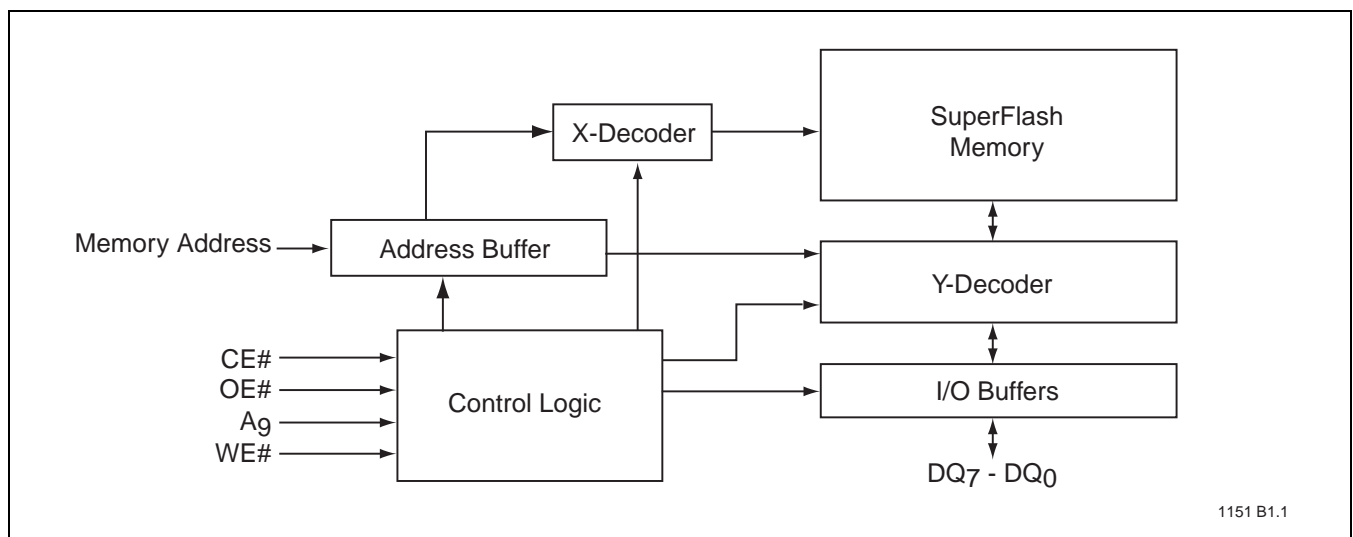 X-Decoder
SuperFlash
Memory
Memory Address
Address Buffer
Y-Decoder
CE#
OE#
A9
WE#
Control Logic
I/O Buffers
DQ7 - DQ0
1151 B1.1